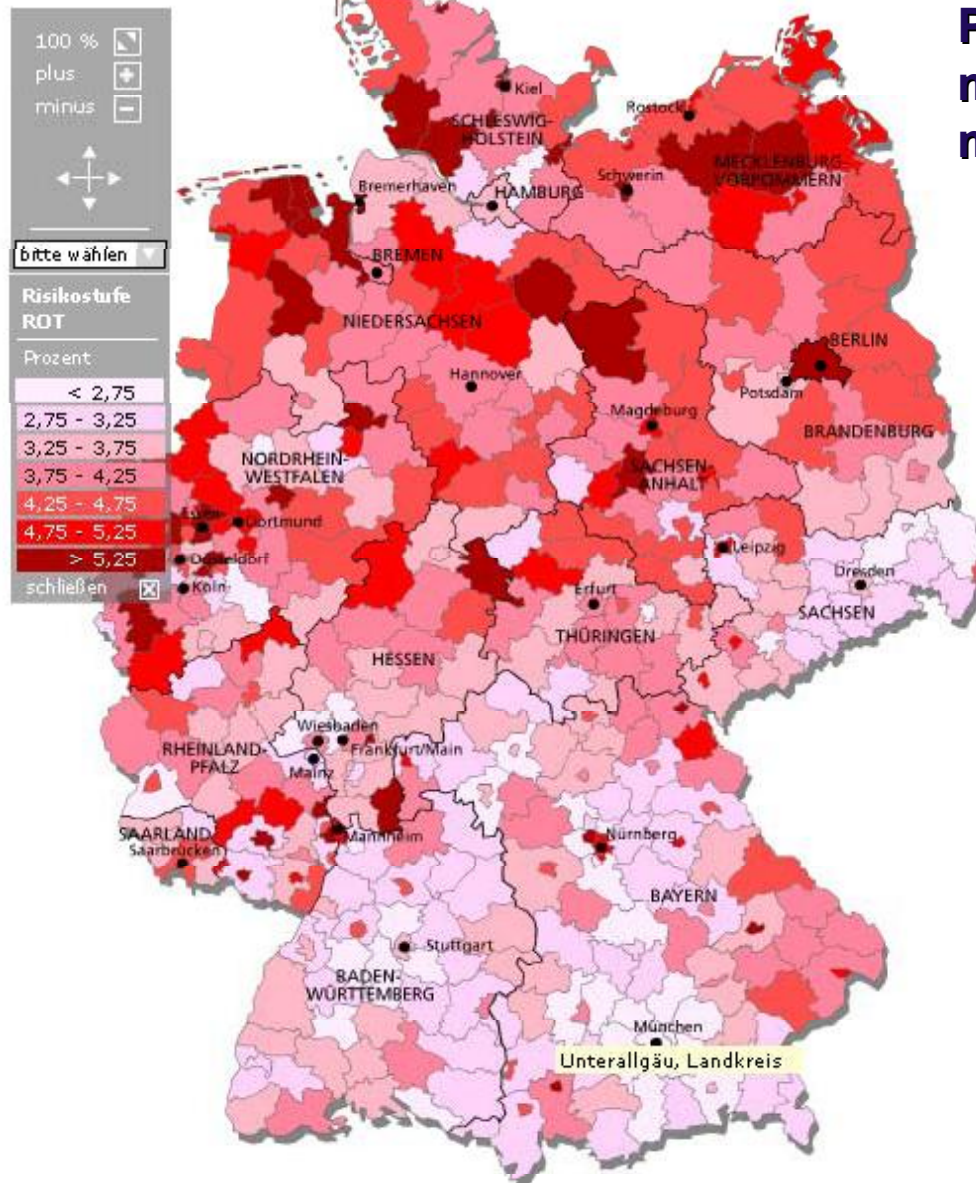 100 %
plus
minus
bitte wählen
Risikostufe
ROT
Prozent
< 2,75
2,75 - 3,25
3,25 - 3,75
3,75 - 4,25
4,25 - 4,75
4,75 - 5,25
> 5,25
schließen
Kiel
SCHLESWIG-
HOLSTEIN
Rostock
MECKLENBURG-
VORPOMMERN
Schwerin
Bremerhaven
HAMBURG
BREMEN
NIEDERSACHSEN
Hannover
BERLIN
Potsdam
BRANDENBURG
Magdeburg
SACHSEN-
ANHALT
NORDRHEIN-
WESTFALEN
Essen
Dortmund
Düsseldorf
Köln
Leipzig
Dresden
SACHSEN
Erfurt
THÜRINGEN
HESSEN
Wiesbaden
Frankfurt/Main
Mainz
RHEINLAND-
PFALZ
SAARLAND
Saarbrücken
Mannheim
Nürnberg
BAYERN
Stuttgart
BADEN-
WÜRTTEMBERG
München
Unterallgäu, Landkreis